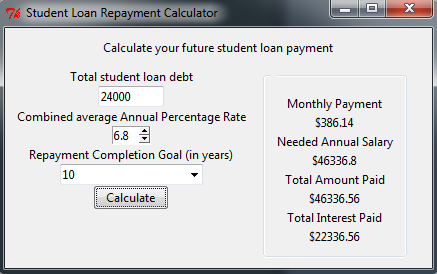 Student Loan Repayment Calculator
Calculate your future student loan payment
Total student loan debt
24000
Combined average Annual Percentage Rate
6.8
Repayment Completion Goal (in years)
10
Calculate
Monthly Payment
$386.14
Needed Annual Salary
$46336.8
Total Amount Paid
$46336.56
Total Interest Paid
$22336.56